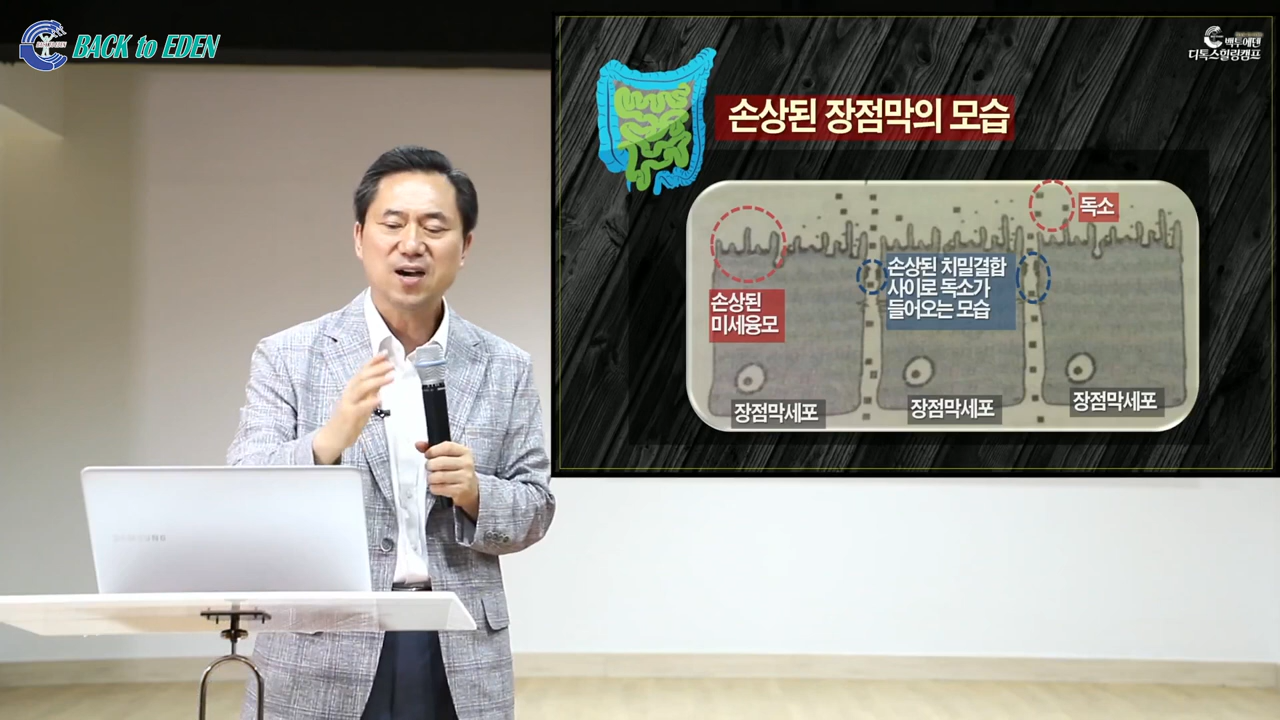 BACK to EDEN
백투에덴
디톡스힐링캠프
손상된 장점막의 모습
독소
손상된 치밀결합
사이로 독소가
들어오는 모습
손상된
미세융모
장점막세포
장점막세포
장점막세포
SAMSUNG